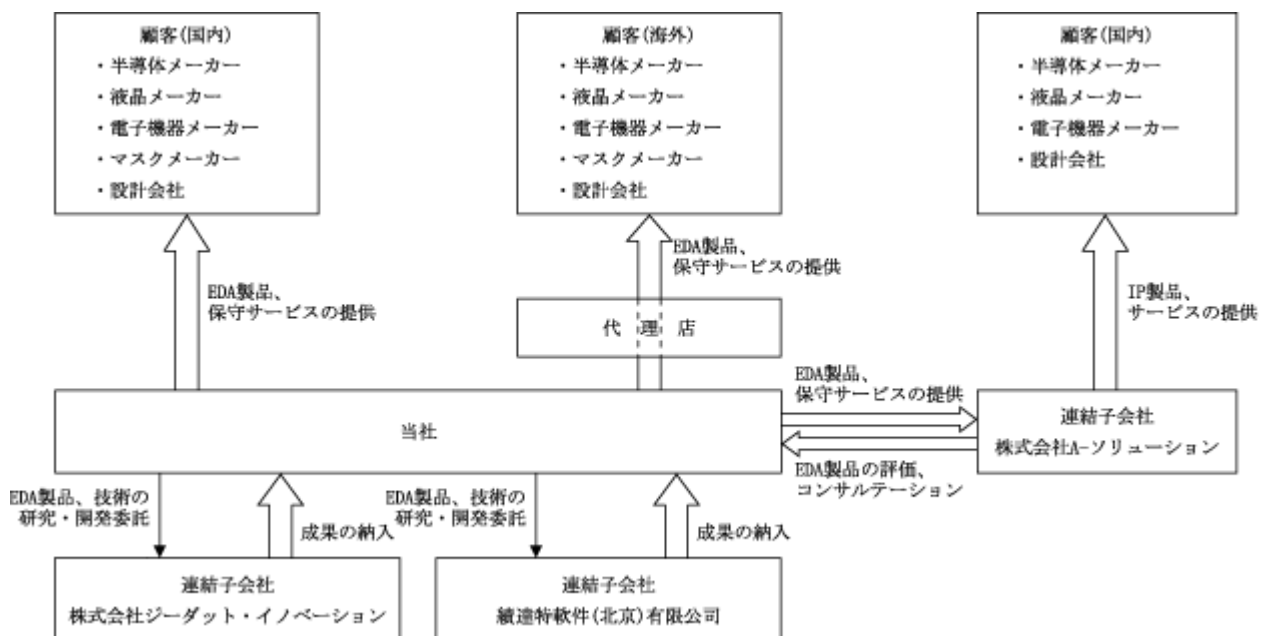 顧客(国内)
・半導体メーカー
・液晶メーカー
・電子機器メーカー
・マスクメーカー
・設計会社
顧客(海外)
・半導体メーカー
・液晶メーカー
・電子機器メーカー
・マスクメーカー
・設計会社
顧客(国内)
・半導体メーカー
・液晶メーカー
・電子機器メーカー
・設計会社
EDA製品、
保守サービスの提供
EDA製品、
保守サービスの提供
IP製品、
サービスの提供
代理店
当社
EDA製品、
保守サービスの提供
EDA製品の評価、
コンサルテーション
連結子会社
株式会社A-ソリューション
EDA製品、技術の
研究・開発委託
成果の納入
EDA製品、技術の
研究・開発委託
成果の納入
連結子会社
株式会社ジーダット・イノベーション
連結子会社
績達特軟件(北京)有限公司